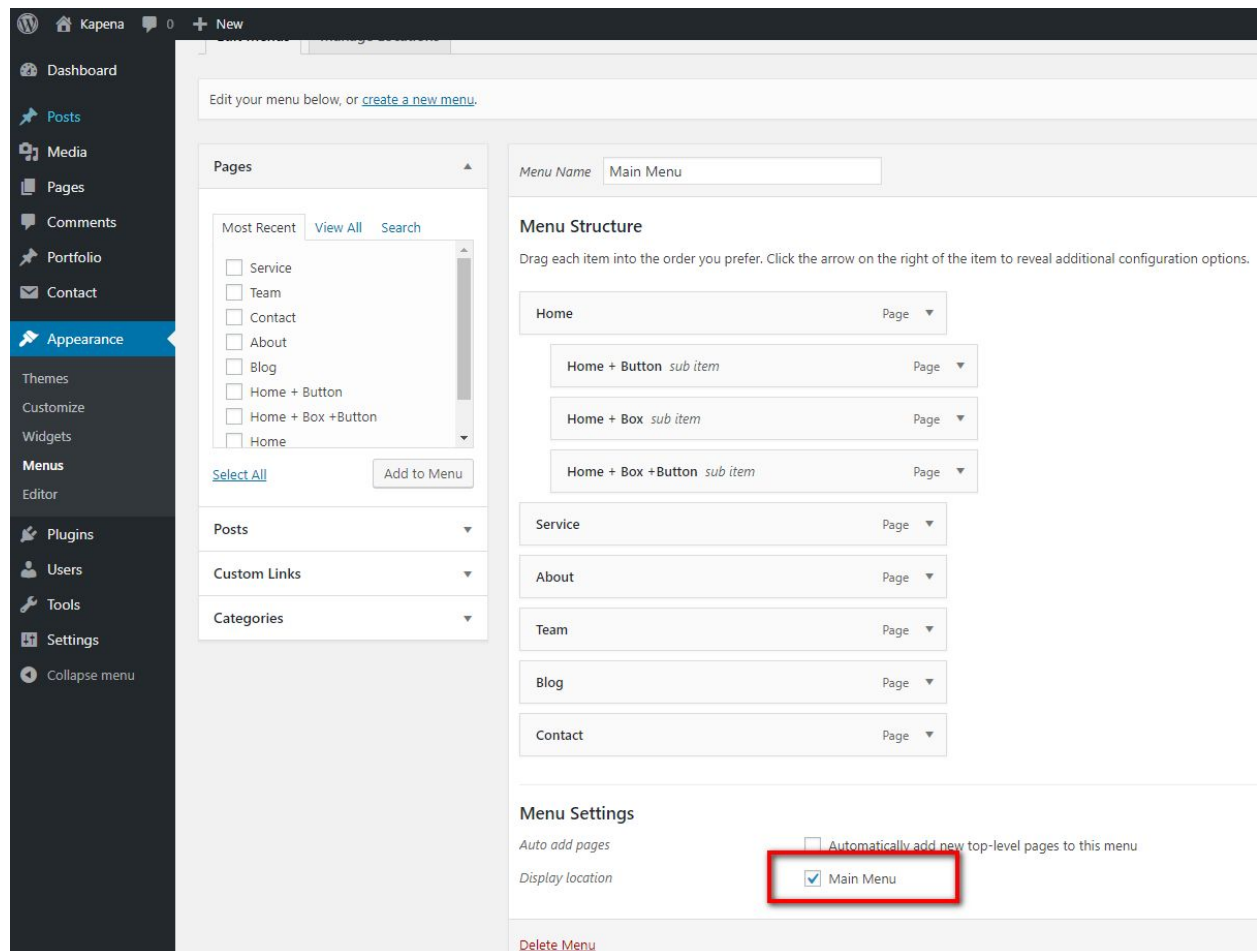 Kapena 0 New
Edit Menus Manage Locations
Dashboard
Posts
Media
Pages
Comments
Portfolio
Contact
Appearance
Themes
Customize
Widgets
Menus
Editor
Plugins
Users
Tools
Settings
Collapse menu
Edit your menu below, or create a new menu.
Pages
Most Recent View All Search
Service
Team
Contact
About
Blog
Home + Button
Home + Box +Button
Home
Select All Add to Menu
Posts
Custom Links
Categories
Menu Name Main Menu
Menu Structure
Drag each item into the order you prefer. Click the arrow on the right of the item to reveal additional configuration options.
Home Page
Home + Button sub item Page
Home + Box sub item Page
Home + Box +Button sub item Page
Service Page
About Page
Team Page
Blog Page
Contact Page
Menu Settings
Auto add pages Automatically add new top-level pages to this menu
Display location Main Menu
Delete Menu